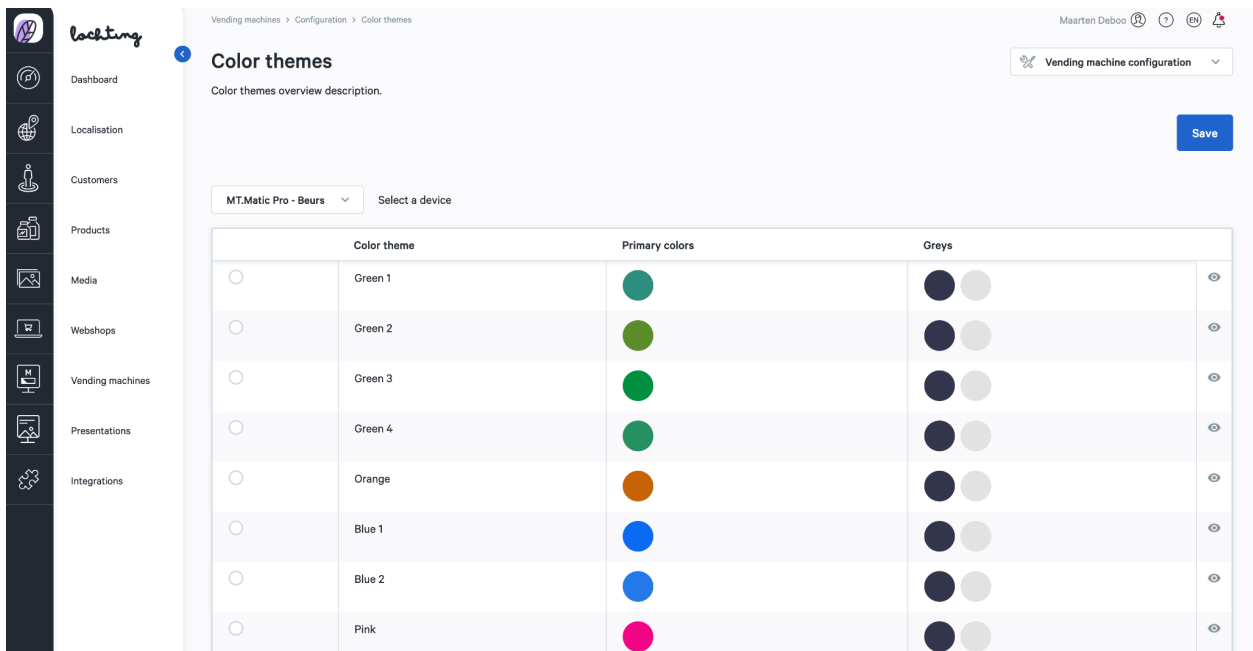 Vending machines > Configuration > Color themes
Maarten Deboo ? EN
lochting
Color themes
Vending machine configuration
Color themes overview description.
Save
Dashboard
Localisation
Customers
Products
Media
Webshops
M
Vending machines
Presentations
Integrations
MT.Matic Pro - Beurs
Select a device
Color theme Primary colors Greys
Green 1
Green 2
Green 3
Green 4
Orange
Blue 1
Blue 2
Pink